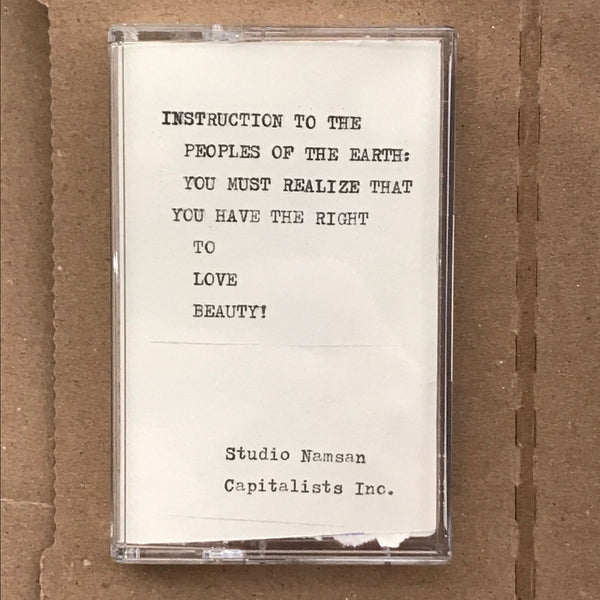 INSTRUCTION TO THE
PEOPLES OF THE EARTH:
YOU MUST REALIZE THAT
YOU HAVE THE RIGHT
TO
LOVE
BEAUTY!
Studio Namsan
Capitalists Inc.